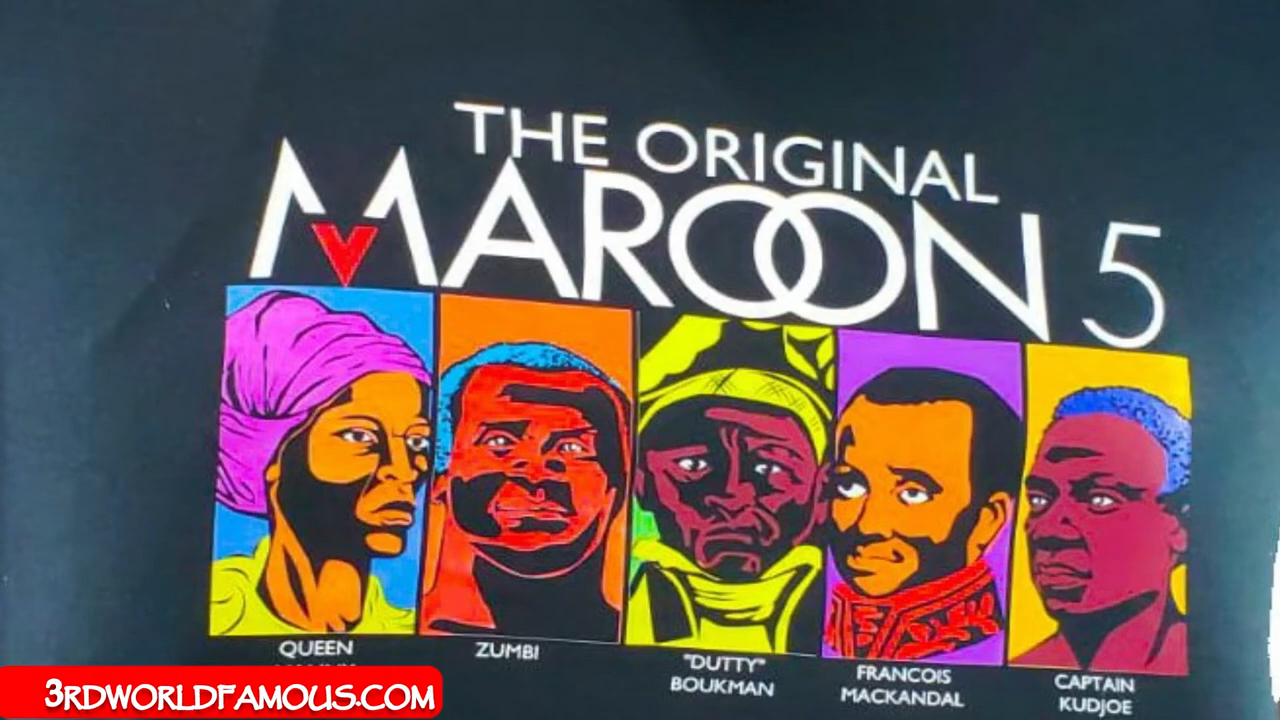 THE ORIGINAL
MAROON 5
QUEEN
ZUMBI
"DUTTY"
BOUKMAN
FRANCOIS
MACKANDAL
CAPTAIN
KUDJOE
3RDWORLDFAMOUS.COM